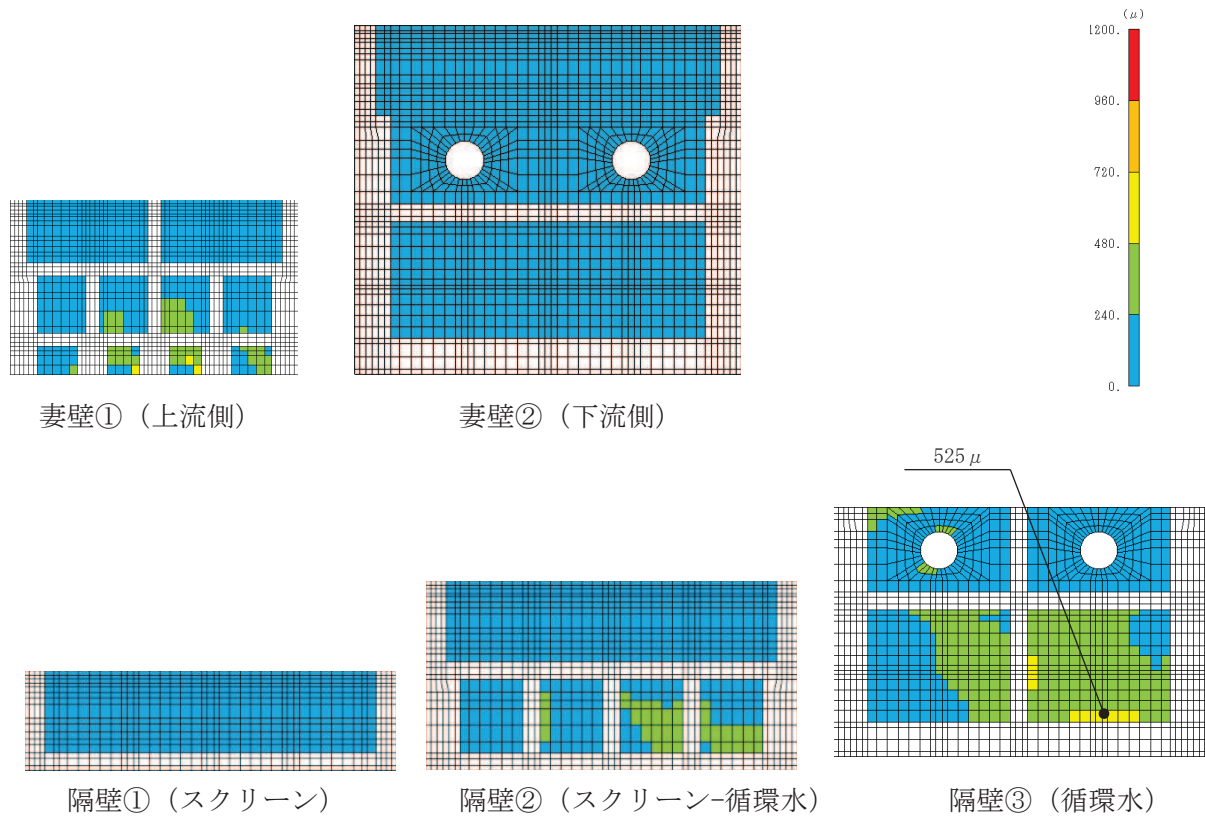 (μ)
1200.
960.
720.
480.
240.
0.
妻壁①（上流側）
妻壁②（下流側）
525μ
隔壁①（スクリーン）
隔壁②（スクリーン-循環水）
隔壁③（循環水）